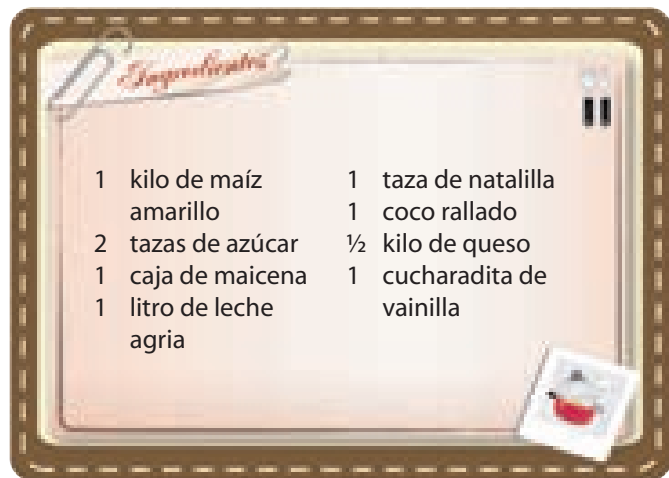 Ingredientes
1 kilo de maíz
amarillo
2 tazas de azúcar
1 caja de maicena
1 litro de leche
agria
1 taza de natalilla
1 coco rallado
½ kilo de queso
1 cucharadita de
vainilla